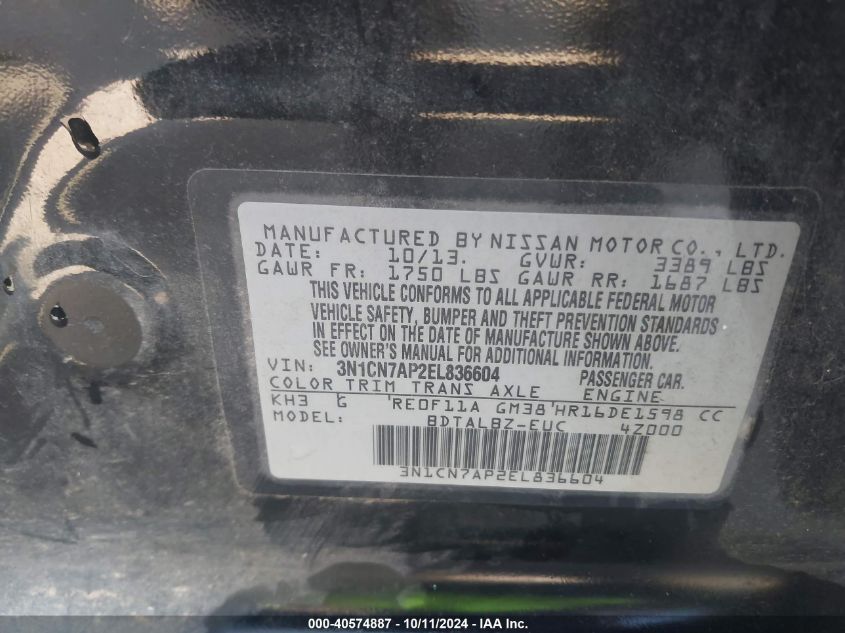 MANUFACTURED BY NISSAN MOTOR CO., LTD.
DATE: 10/13. GVWR: 3389 LBS
GAWR FR: 1750 LBS GAWR RR: 1687 LBS
THIS VEHICLE CONFORMS TO ALL APPLICABLE FEDERAL MOTOR
VEHICLE SAFETY, BUMPER AND THEFT PREVENTION STANDARDS
IN EFFECT ON THE DATE OF MANUFACTURE SHOWN ABOVE.
SEE OWNER'S MANUAL FOR ADDITIONAL INFORMATION.
VIN: 3N1CN7AP2EL836604 PASSENGER CAR.
COLOR TRIM TRANS AXLE ENGINE
KH3 G 'RE0F11A GM38'HR16DE1598 CC
MODEL: BDTALBZ-EUC 4Z000
3N1CN7AP2EL836604
000-40574887 - 10/11/2024 - IAA Inc.